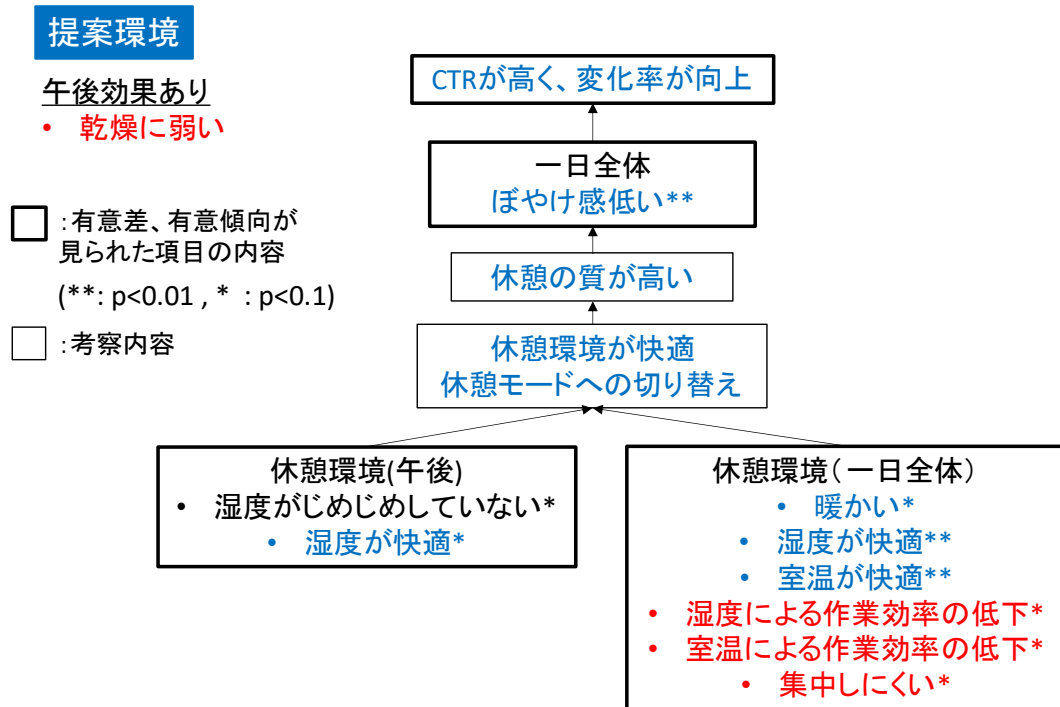 提案環境
午後効果あり
• 乾燥に弱い
:有意差、有意傾向が
見られた項目の内容
(**: p<0.01 , * : p<0.1)
:考察内容
CTRが高く、変化率が向上
一日全体
ぼやけ感低い**
休憩の質が高い
休憩環境が快適
休憩モードへの切り替え
休憩環境(午後)
• 湿度がじめじめしていない*
• 湿度が快適*
休憩環境(一日全体)
• 暖かい*
• 湿度が快適**
• 室温が快適**
• 湿度による作業効率の低下*
• 室温による作業効率の低下*
• 集中しにくい*